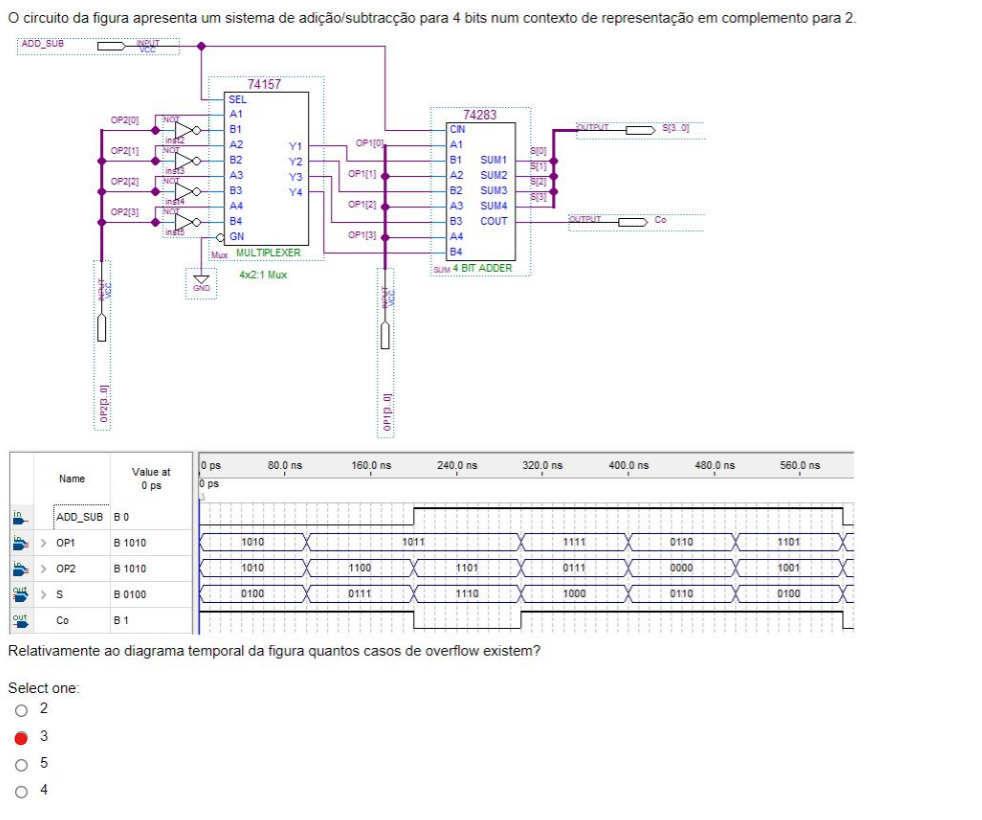 O circuito da figura apresenta um sistema de adição/subtracção para 4 bits num contexto de representação em complemento para 2.
ADD_SUB INPUT VCC
74157
SEL
A1
B1
A2
B2
A3
B3
A4
B4
GN
Y1
Y2
Y3
Y4
OP2[0] NOT inst2
OP2[1] NOT inst3
OP2[2] NOT inst4
OP2[3] NOT inst5
Mux MULTIPLEXER
4x2:1 Mux
GND
INPUT VCC
OP2[3..0]
74283
CIN
OP1[0] A1
B1 SUM1 S[0]
OP1[1] A2 SUM2 S[1]
B2 SUM3 S[2]
OP1[2] A3 SUM4 S[3]
B3 COUT
OP1[3] A4
B4
SUM 4 BIT ADDER
OUTPUT S[3..0]
OUTPUT Co
INPUT VCC
OP1[3..0]
Name Value at 0 ps
0 ps 80.0 ns 160.0 ns 240.0 ns 320.0 ns 400.0 ns 480.0 ns 560.0 ns
0 ps
in ADD_SUB B 0
in > OP1 B 1010 1010 1011 1111 0110 1101
in > OP2 B 1010 1010 1100 1101 0111 0000 1001
out > S B 0100 0100 0111 1110 1000 0110 0100
out Co B 1
Relativamente ao diagrama temporal da figura quantos casos de overflow existem?
Select one:
2
3
5
4